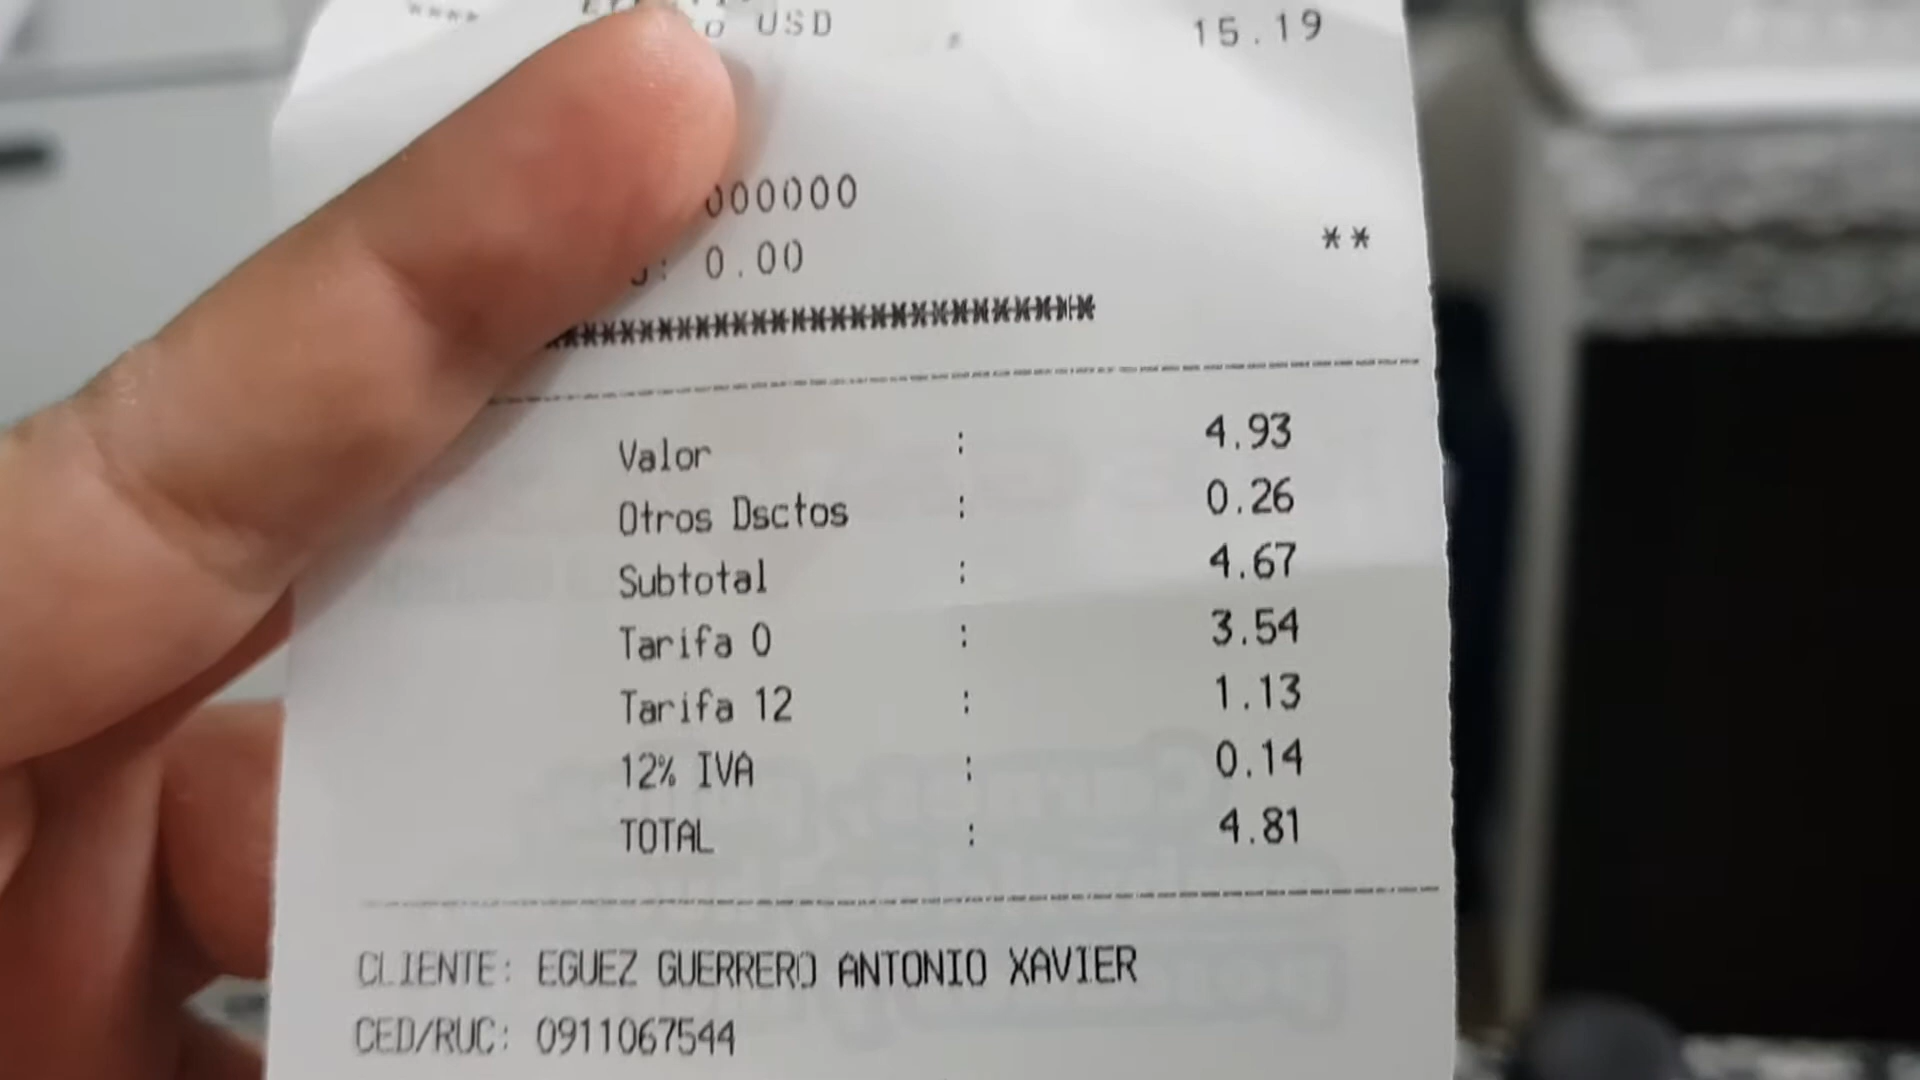 **** USD 15.19
000000
: 0.00 **
Valor : 4.93
Otros Dsctos : 0.26
Subtotal : 4.67
Tarifa 0 : 3.54
Tarifa 12 : 1.13
12% IVA : 0.14
TOTAL : 4.81
CLIENTE: EGUEZ GUERRERO ANTONIO XAVIER
CED/RUC: 0911067544